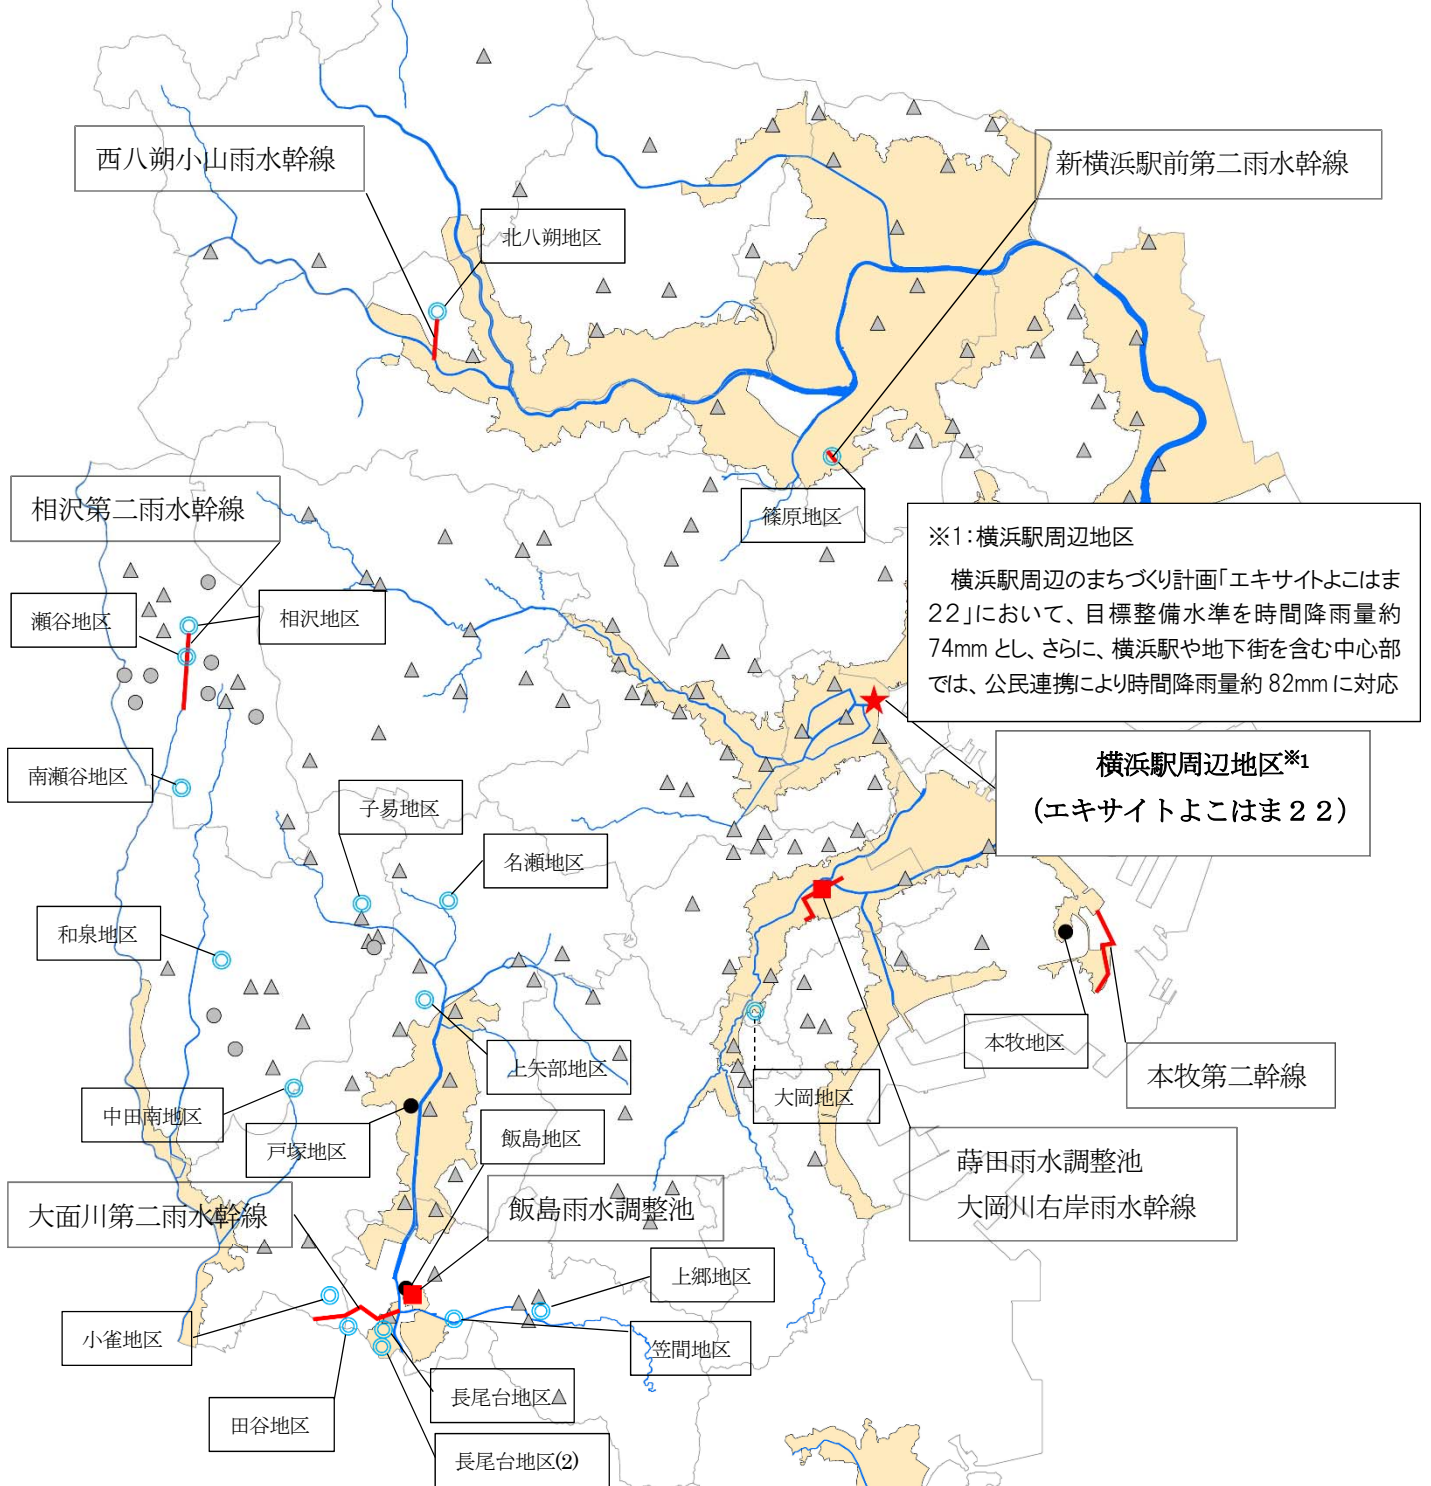 西八朔小山雨水幹線
新横浜駅前第二雨水幹線
北八朔地区
相沢第二雨水幹線
篠原地区
※1：横浜駅周辺地区
横浜駅周辺のまちづくり計画「エキサイトよこはま
22」において、目標整備水準を時間降雨量約
74mm とし、さらに、横浜駅や地下街を含む中心部
では、公民連携により時間降雨量約 82mm に対応
瀬谷地区
相沢地区
横浜駅周辺地区※1
(エキサイトよこはま２２)
南瀬谷地区
子易地区
名瀬地区
和泉地区
本牧地区
上矢部地区
本牧第二幹線
大岡地区
中田南地区
戸塚地区
飯島地区
蒔田雨水調整池
大岡川右岸雨水幹線
大面川第二雨水幹線
飯島雨水調整池
上郷地区
小雀地区
笠間地区
長尾台地区
田谷地区
長尾台地区(2)